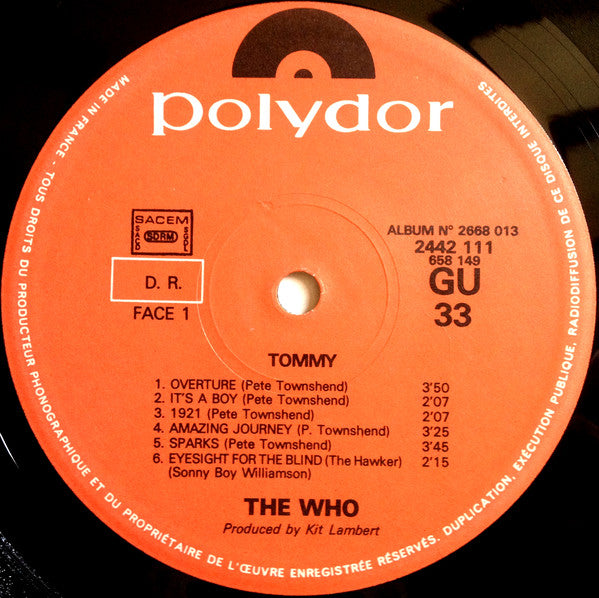 polydor
MADE IN FRANCE - TOUS DROITS DU PRODUCTEUR PHONOGRAPHIQUE ET DU PROPRIÉTAIRE DE L'ŒUVRE ENREGISTRÉE RÉSERVÉS. DUPLICATION, EXÉCUTION PUBLIQUE, RADIODIFFUSION DE CE DISQUE INTERDITES
SACEM
SACD SDRM SGDL
D. R.
FACE 1
ALBUM N° 2668 013
2442 111
658 149
GU
33
TOMMY
1. OVERTURE (Pete Townshend) 3'50
2. IT'S A BOY (Pete Townshend) 2'07
3. 1921 (Pete Townshend) 2'07
4. AMAZING JOURNEY (P. Townshend) 3'25
5. SPARKS (Pete Townshend) 3'45
6. EYESIGHT FOR THE BLIND (The Hawker) 2'15
(Sonny Boy Williamson)
THE WHO
Produced by Kit Lambert